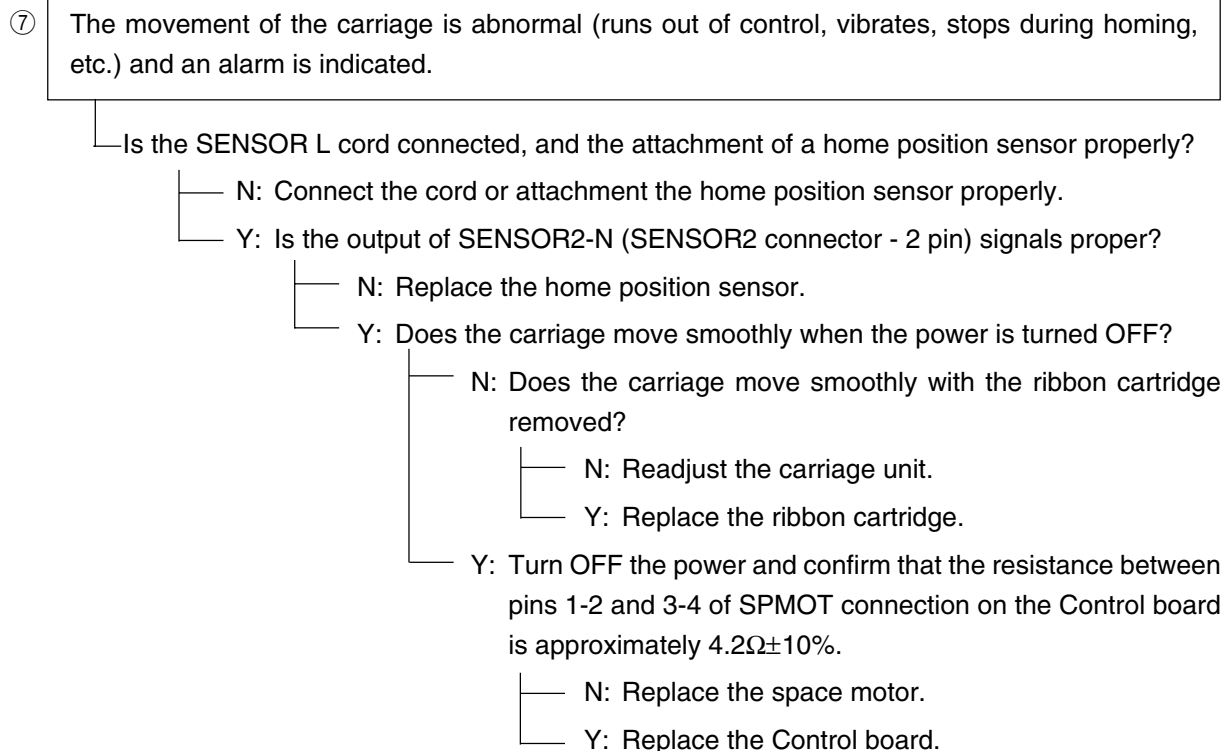 ⑦ The movement of the carriage is abnormal (runs out of control, vibrates, stops during homing,
etc.) and an alarm is indicated.
Is the SENSOR L cord connected, and the attachment of a home position sensor properly?
N: Connect the cord or attachment the home position sensor properly.
Y: Is the output of SENSOR2-N (SENSOR2 connector - 2 pin) signals proper?
N: Replace the home position sensor.
Y: Does the carriage move smoothly when the power is turned OFF?
N: Does the carriage move smoothly with the ribbon cartridge
removed?
N: Readjust the carriage unit.
Y: Replace the ribbon cartridge.
Y: Turn OFF the power and confirm that the resistance between
pins 1-2 and 3-4 of SPMOT connection on the Control board
is approximately 4.2Ω±10%.
N: Replace the space motor.
Y: Replace the Control board.